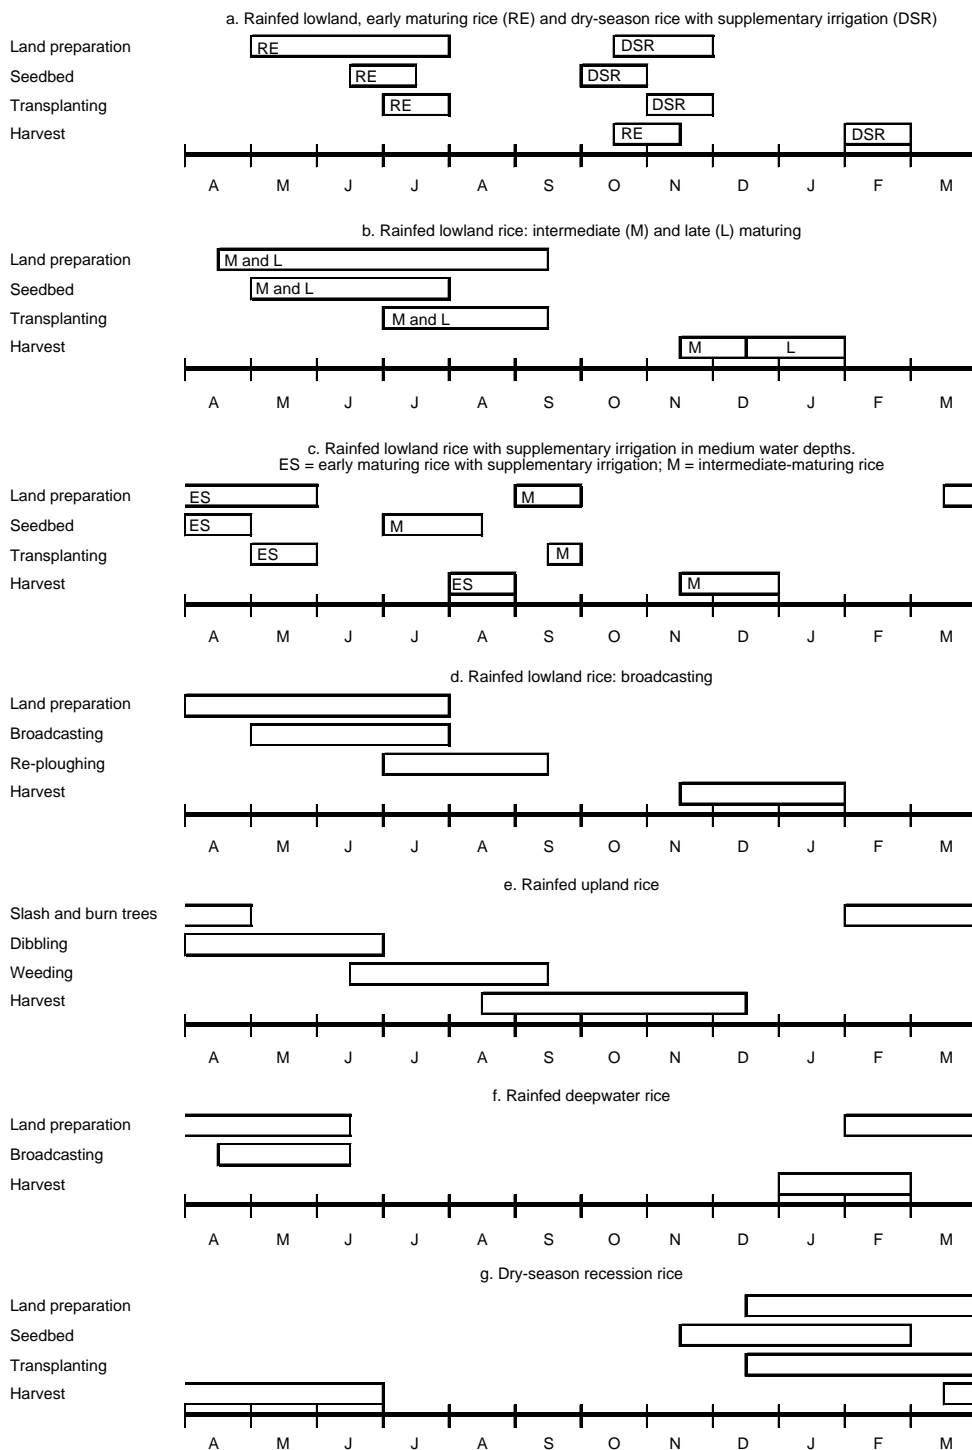 a. Rainfed lowland, early maturing rice (RE) and dry-season rice with supplementary irrigation (DSR)
Land preparation RE DSR
Seedbed RE DSR
Transplanting RE DSR
Harvest RE DSR
A M J J A S O N D J F M
b. Rainfed lowland rice: intermediate (M) and late (L) maturing
Land preparation M and L
Seedbed M and L
Transplanting M and L
Harvest M L
A M J J A S O N D J F M
c. Rainfed lowland rice with supplementary irrigation in medium water depths.
ES = early maturing rice with supplementary irrigation; M = intermediate-maturing rice
Land preparation ES M
Seedbed ES M
Transplanting ES M
Harvest ES M
A M J J A S O N D J F M
d. Rainfed lowland rice: broadcasting
Land preparation
Broadcasting
Re-ploughing
Harvest
A M J J A S O N D J F M
e. Rainfed upland rice
Slash and burn trees
Dibbling
Weeding
Harvest
A M J J A S O N D J F M
f. Rainfed deepwater rice
Land preparation
Broadcasting
Harvest
A M J J A S O N D J F M
g. Dry-season recession rice
Land preparation
Seedbed
Transplanting
Harvest
A M J J A S O N D J F M